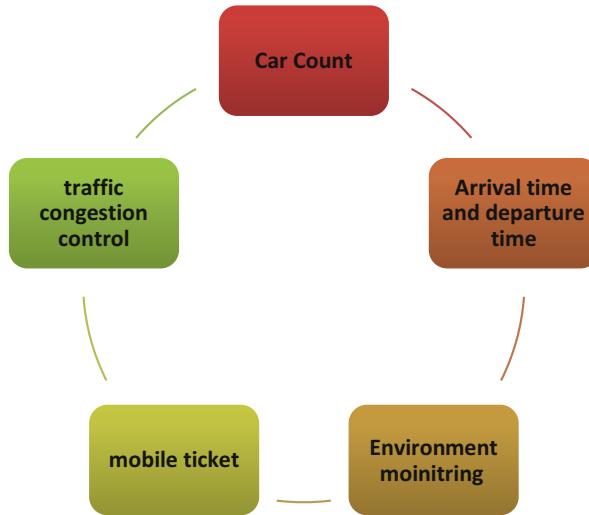 Car Count
Arrival time
and departure
time
Environment
moinitring
mobile ticket
traffic
congestion
control